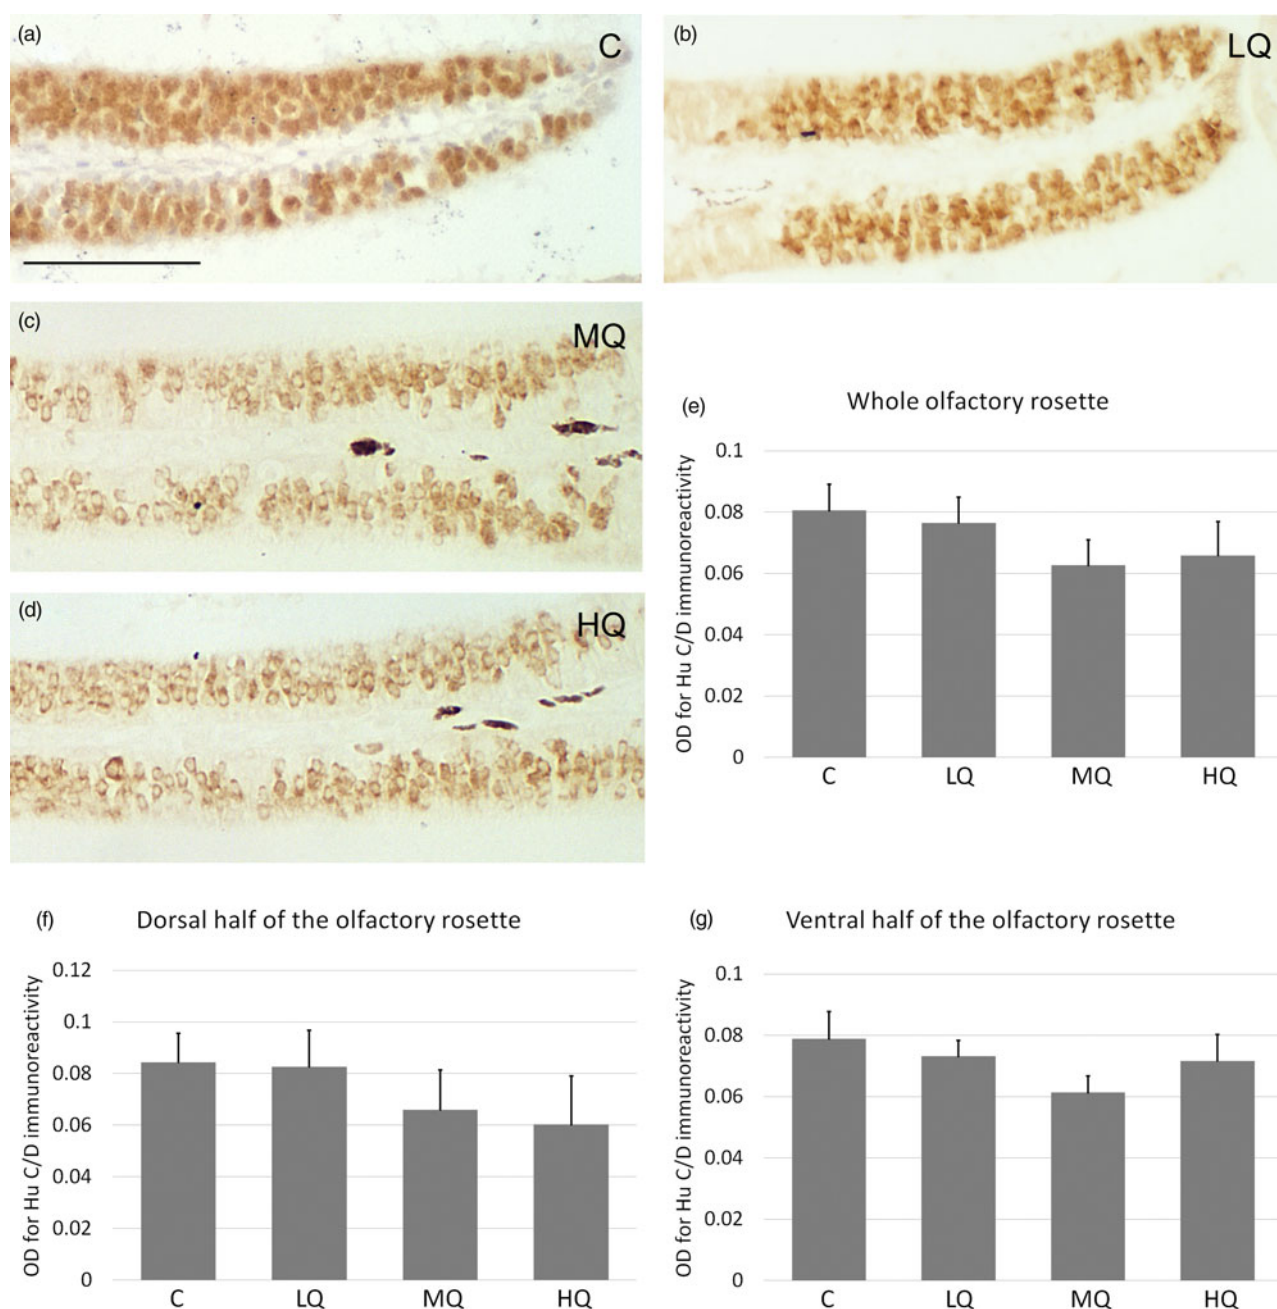 (a) C
(b) LQ
(c) MQ
(d) HQ
(e) Whole olfactory rosette
OD for Hu C/D immunoreactivity
0.1
0.08
0.06
0.04
0.02
0
C LQ MQ HQ
(f) Dorsal half of the olfactory rosette
OD for Hu C/D immunoreactivity
0.12
0.1
0.08
0.06
0.04
0.02
0
C LQ MQ HQ
(g) Ventral half of the olfactory rosette
OD for Hu C/D immunoreactivity
0.1
0.08
0.06
0.04
0.02
0
C LQ MQ HQ